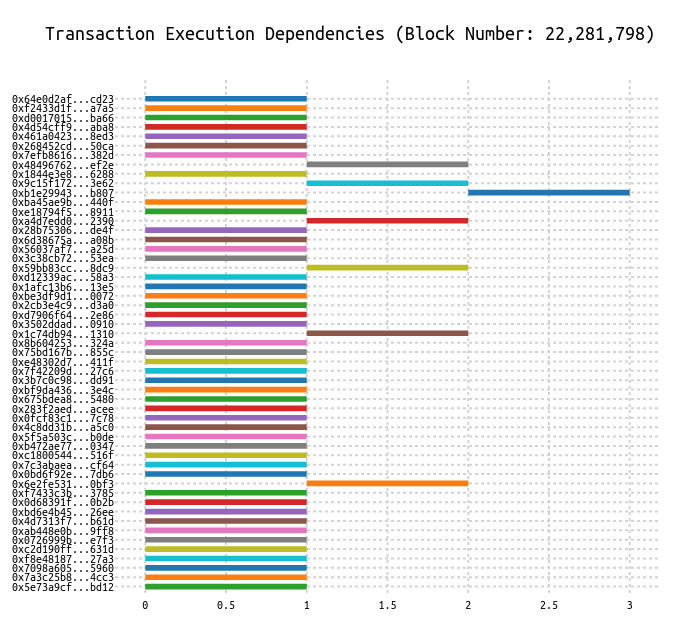 Transaction Execution Dependencies (Block Number: 22,281,798)
0x64e0d2af...cd23
0xf2433d1f...a7a5
0xd0017015...ba66
0x4d54cff9...aba8
0x461a0423...8ed3
0x268452cd...50ca
0x7efb8616...382d
0x48496762...ef2e
0x1844e3e8...6288
0x9c15f172...3e62
0xb1e29943...b807
0xba45ae9b...440f
0xe18794f5...8911
0xa4d7edd0...2390
0x28b75306...de4f
0x6d38675a...a08b
0x56037af7...a25d
0x3c38cb72...53ea
0x59bb83cc...8dc9
0xd12339ac...58a3
0x1afc13b6...13e5
0xbe3df9d1...0072
0x2cb3e4c9...d3a0
0xd7906f64...2e86
0x3502ddad...0910
0x1c74db94...1310
0x8b604253...324a
0x75bd167b...855c
0xe48302d7...411f
0x7f42209d...27c6
0x3b7c0c98...dd91
0xbf9da436...3e4c
0x675bdea8...5480
0x283f2aed...acee
0x0fcf83c1...7c78
0x4c8dd31b...a5c0
0x5f5a503c...b0de
0xb472ae77...0347
0xc1800544...516f
0x7c3abaea...cf64
0x0bd6f92e...7db6
0x6e2fe531...0bf3
0xf7433c3b...3785
0x0d68391f...0b2b
0xbd6e4b45...26ee
0x4d7313f7...b61d
0xab448e0b...9ff8
0x0726999b...e7f3
0xc2d190ff...631d
0xf8e48187...27a3
0x7098a605...5960
0x7a3c25b8...4cc3
0x5e73a9cf...bd12
0 0.5 1 1.5 2 2.5 3